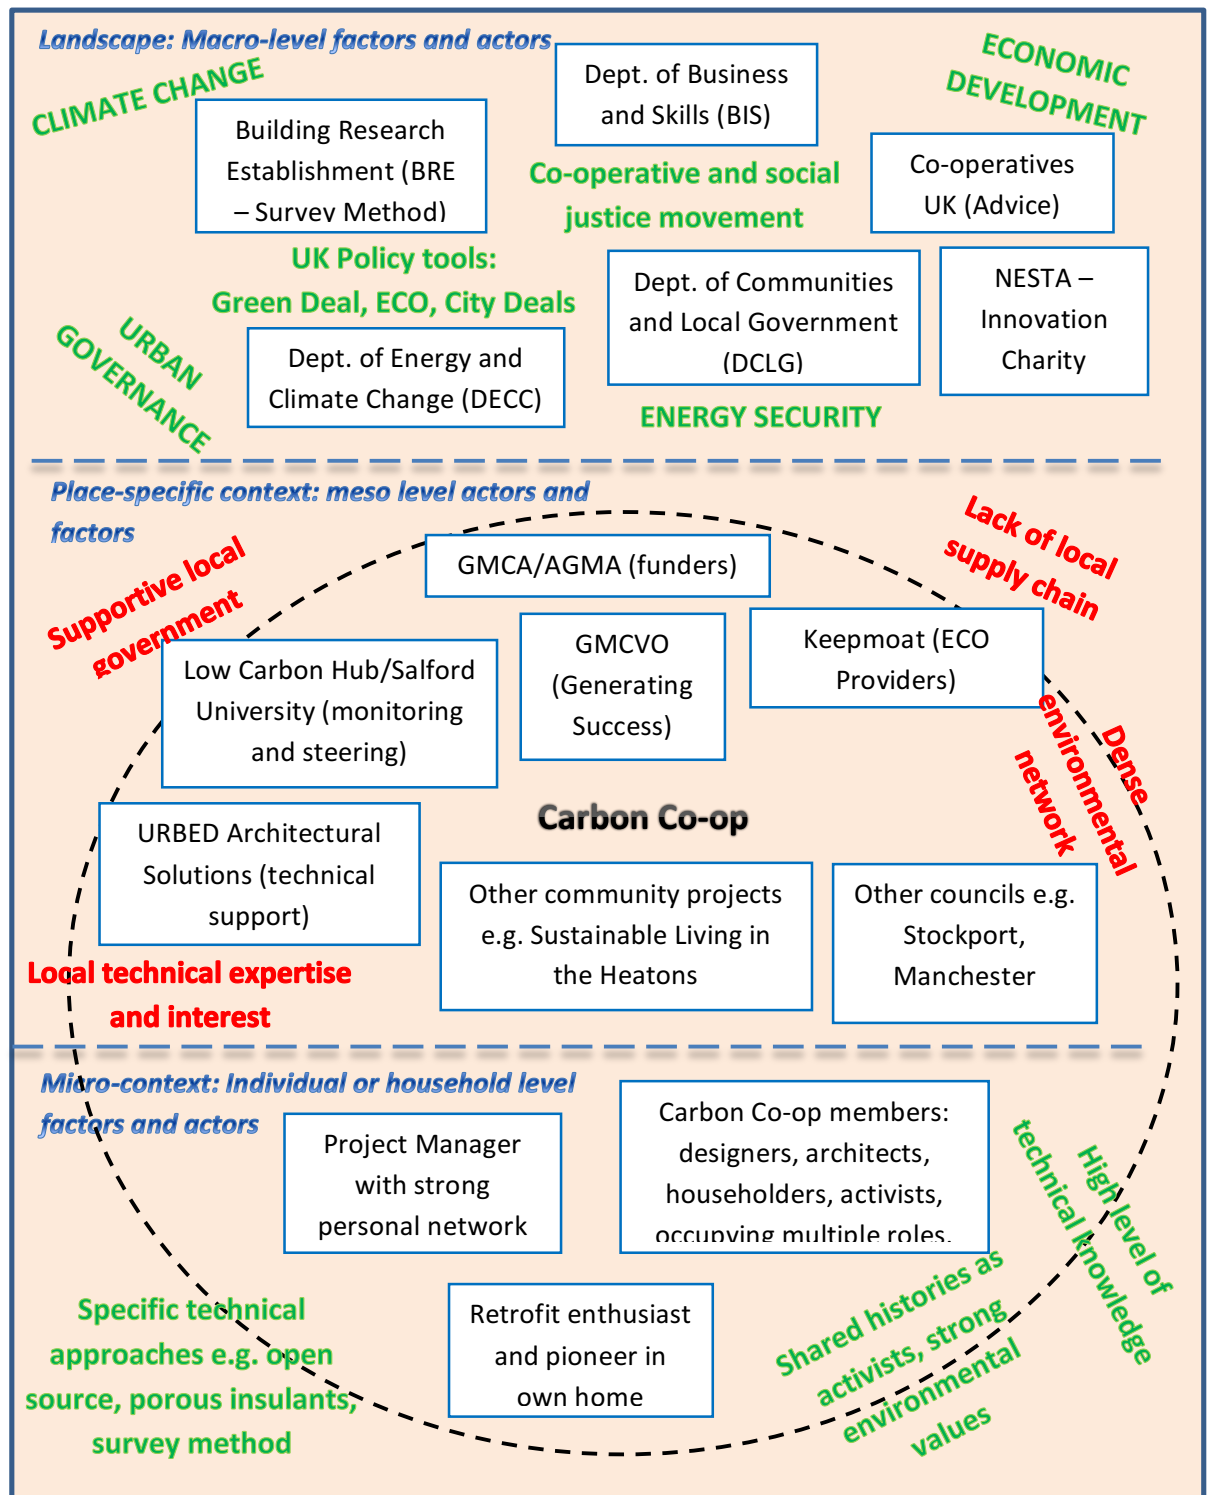 Landscape: Macro-level factors and actors
CLIMATE CHANGE
ECONOMIC
DEVELOPMENT
Dept. of Business
and Skills (BIS)
Building Research
Establishment (BRE
– Survey Method)
Co-operative and social
justice movement
Co-operatives
UK (Advice)
UK Policy tools:
Green Deal, ECO, City Deals
Dept. of Communities
and Local Government
(DCLG)
NESTA –
Innovation
Charity
URBAN
GOVERNANCE
Dept. of Energy and
Climate Change (DECC)
ENERGY SECURITY
Place-specific context: meso level actors and
factors
Supportive local
government
Lack of local
supply chain
GMCA/AGMA (funders)
Low Carbon Hub/Salford
University (monitoring
and steering)
GMCVO
(Generating
Success)
Keepmoat (ECO
Providers)
Dense
environmental
network
Carbon Co-op
URBED Architectural
Solutions (technical
support)
Other community projects
e.g. Sustainable Living in
the Heatons
Other councils e.g.
Stockport,
Manchester
Local technical expertise
and interest
Micro-context: Individual or household level
factors and actors
Project Manager
with strong
personal network
Carbon Co-op members:
designers, architects,
householders, activists,
occupying multiple roles.
High level of
technical knowledge
Specific technical
approaches e.g. open
source, porous insulants,
survey method
Retrofit enthusiast
and pioneer in
own home
Shared histories as
activists, strong
environmental
values